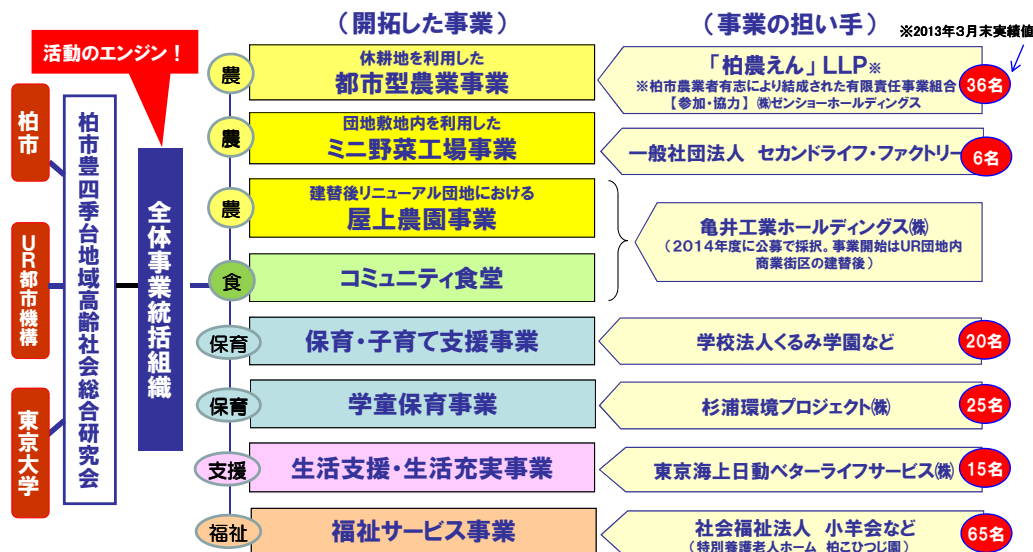 （開拓した事業）
（事業の担い手）
※2013年3月末実績値
活動のエンジン！
柏市
UR都市機構
東京大学
柏市豊四季台地域高齢社会総合研究会
全体事業統括組織
農
休耕地を利用した
都市型農業事業
「柏農えん」LLP※
※柏市農業者有志により結成された有限責任事業組合
【参加・協力】㈱ゼンショーホールディングス
36名
農
団地敷地内を利用した
ミニ野菜工場事業
一般社団法人 セカンドライフ・ファクトリー
6名
農
建替後リニューアル団地における
屋上農園事業
食
コミュニティ食堂
亀井工業ホールディングス㈱
（2014年度に公募で採択。事業開始はUR団地内
商業街区の建替後）
保育
保育・子育て支援事業
学校法人くるみ学園など
20名
保育
学童保育事業
杉浦環境プロジェクト㈱
25名
支援
生活支援・生活充実事業
東京海上日動ベターライフサービス㈱
15名
福祉
福祉サービス事業
社会福祉法人 小羊会など
（特別養護老人ホーム 柏こひつじ園）
65名